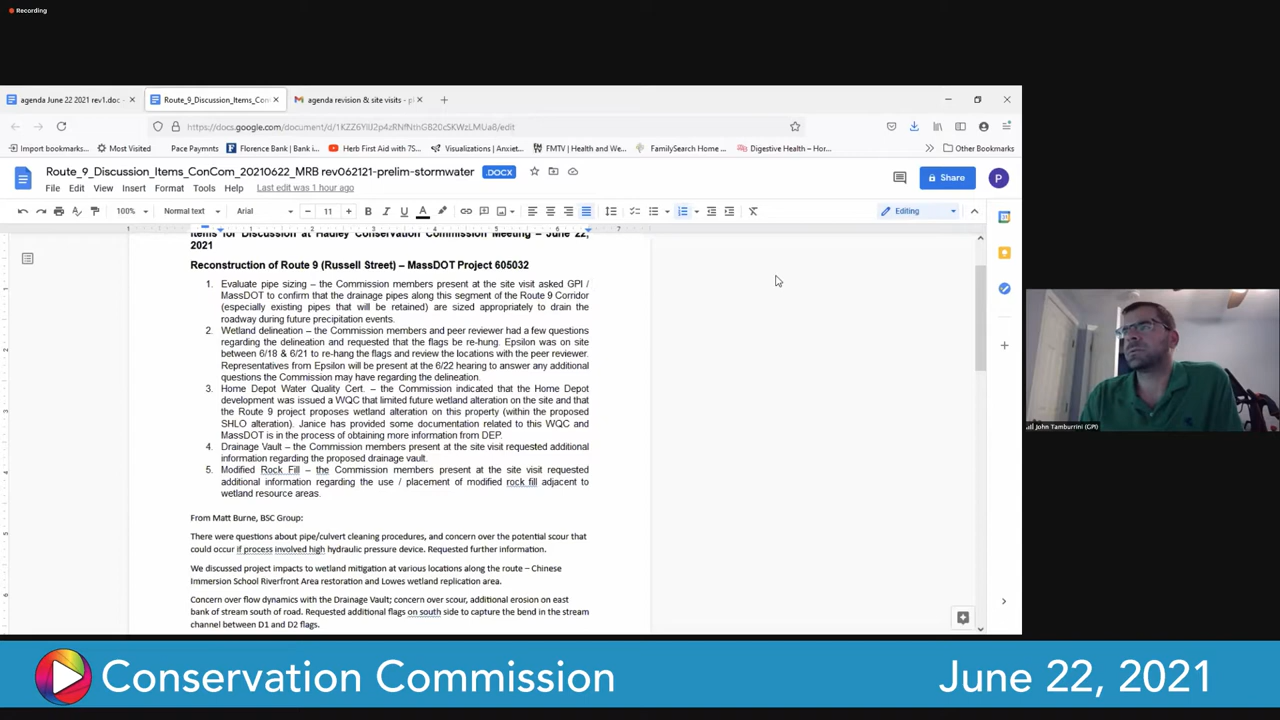 Recording
agenda June 22 2021 rev1.doc
Route_9_Discussion_Items_Con
agenda revision & site visits - pl
https://docs.google.com/document/d/
/edit
Import bookmarks...
Most Visited
Pace Paymnts
Florence Bank | Bank i...
Herb First Aid with 7S...
Visualizations | Anxiet...
FMTV | Health and We...
FamilySearch Home ...
Digestive Health – Hor...
Other Bookmarks
Route_9_Discussion_Items_ConCom_20210622_MRB rev062121-prelim-stormwater
.DOCX
Share
P
File Edit View Insert Format Tools Help Last edit was 1 hour ago
100% Normal text Arial 11 B I U A Editing
Items for Discussion at Hadley Conservation Commission Meeting – June 22,
2021
Reconstruction of Route 9 (Russell Street) – MassDOT Project 605032
1. Evaluate pipe sizing – the Commission members present at the site visit asked GPI /
MassDOT to confirm that the drainage pipes along this segment of the Route 9 Corridor
(especially existing pipes that will be retained) are sized appropriately to drain the
roadway during future precipitation events.
2. Wetland delineation – the Commission members and peer reviewer had a few questions
regarding the delineation and requested that the flags be re-hung. Epsilon was on site
between 6/18 & 6/21 to re-hang the flags and review the locations with the peer reviewer.
Representatives from Epsilon will be present at the 6/22 hearing to answer any additional
questions the Commission may have regarding the delineation.
3. Home Depot Water Quality Cert. – the Commission indicated that the Home Depot
development was issued a WQC that limited future wetland alteration on the site and that
the Route 9 project proposes wetland alteration on this property (within the proposed
SHLO alteration). Janice has provided some documentation related to this WQC and
MassDOT is in the process of obtaining more information from DEP.
4. Drainage Vault – the Commission members present at the site visit requested additional
information regarding the proposed drainage vault.
5. Modified Rock Fill – the Commission members present at the site visit requested
additional information regarding the use / placement of modified rock fill adjacent to
wetland resource areas.
From Matt Burne, BSC Group:
There were questions about pipe/culvert cleaning procedures, and concern over the potential scour that
could occur if process involved high hydraulic pressure device. Requested further information.
We discussed project impacts to wetland mitigation at various locations along the route – Chinese
Immersion School Riverfront Area restoration and Lowes wetland replication area.
Concern over flow dynamics with the Drainage Vault; concern over scour, additional erosion on east
bank of stream south of road. Requested additional flags on south side to capture the bend in the stream
channel between D1 and D2 flags.
John Tamburrini (GPI)
Conservation Commission
June 22, 2021